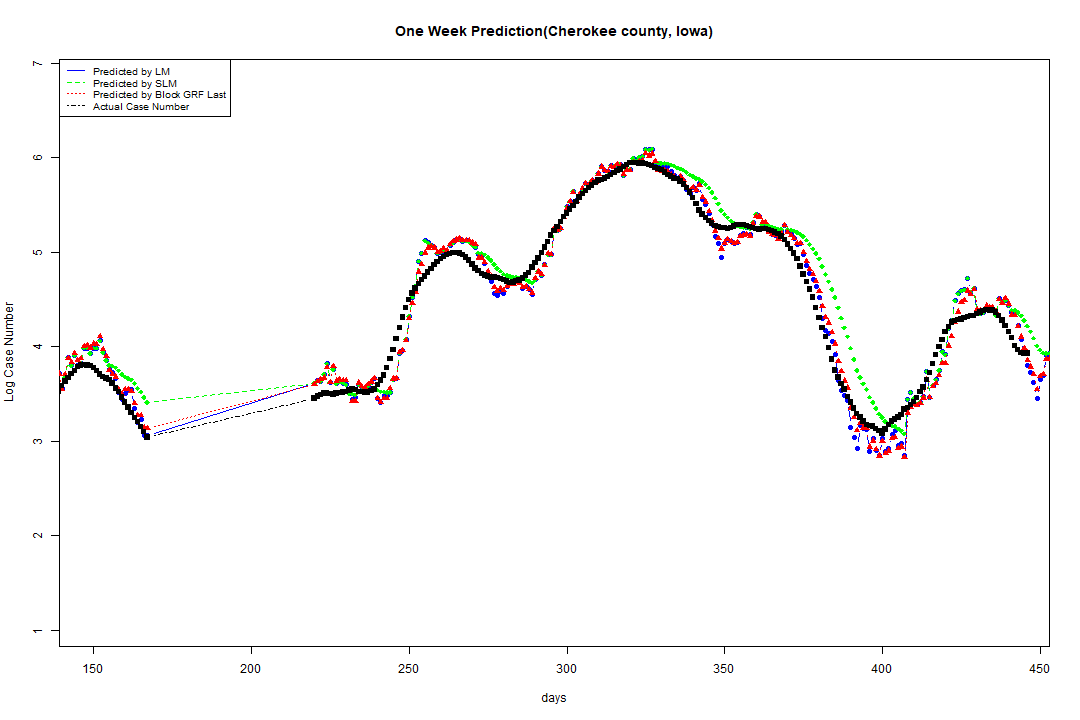 One Week Prediction(Cherokee county, Iowa)
Predicted by LM
Predicted by SLM
Predicted by Block GRF Last
Actual Case Number
7
6
5
4
3
2
1
Log Case Number
150 200 250 300 350 400 450
days